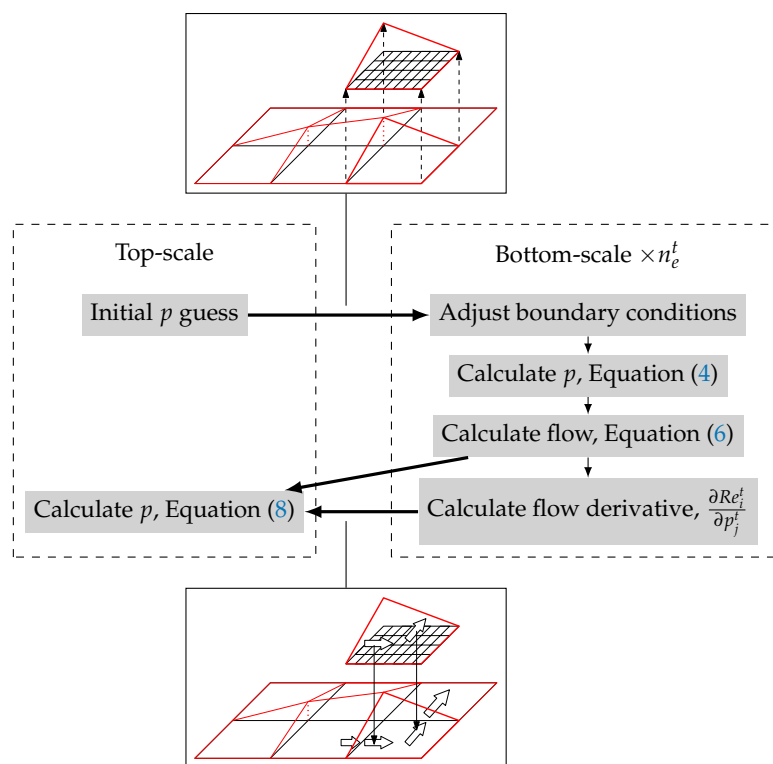 Top-scale
Bottom-scale ×n_e^t
Initial p guess
Adjust boundary conditions
Calculate p, Equation (4)
Calculate flow, Equation (6)
Calculate p, Equation (8)
Calculate flow derivative, ∂Re_i^t/∂p_j^t